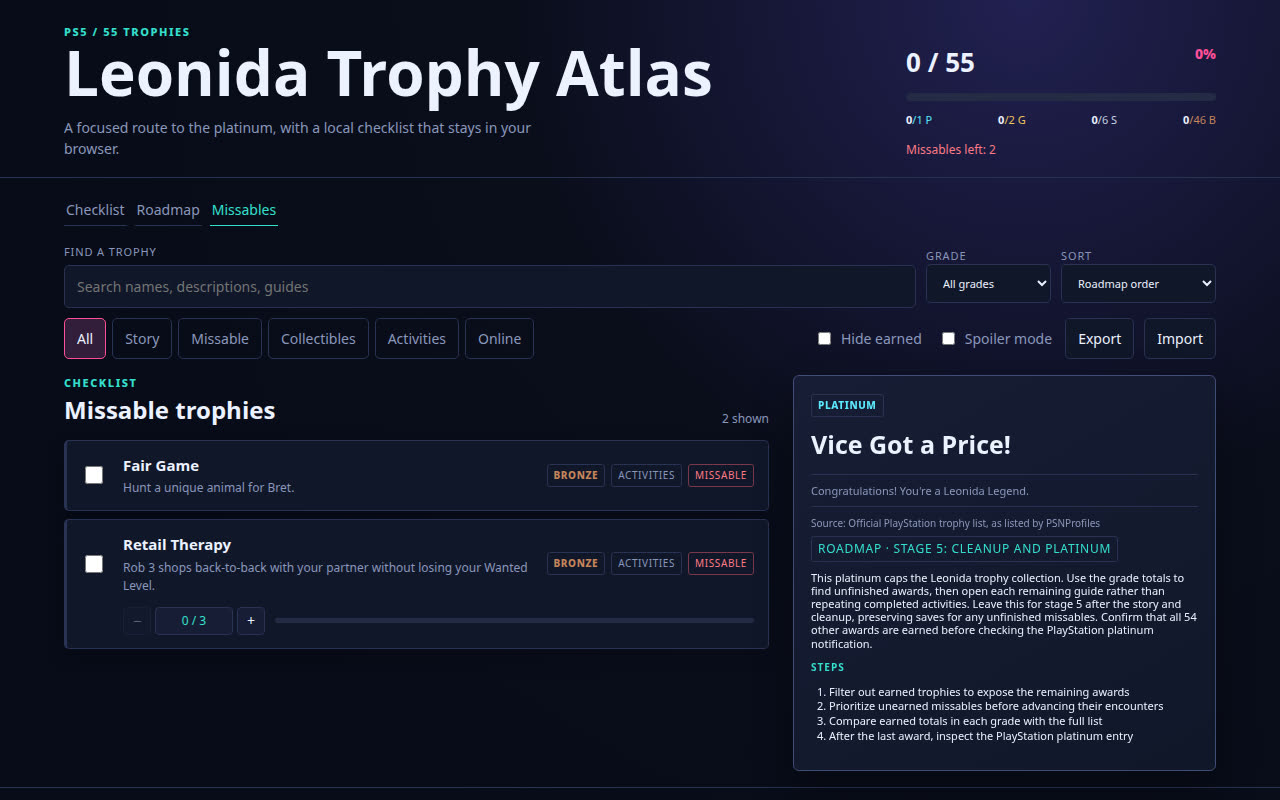 PS5 / 55 TROPHIES
Leonida Trophy Atlas
A focused route to the platinum, with a local checklist that stays in your
browser.
0 / 55
0%
0/1 P
0/2 G
0/6 S
0/46 B
Missables left: 2
Checklist
Roadmap
Missables
FIND A TROPHY
Search names, descriptions, guides
GRADE
All grades
SORT
Roadmap order
All
Story
Missable
Collectibles
Activities
Online
Hide earned
Spoiler mode
Export
Import
CHECKLIST
Missable trophies
2 shown
Fair Game
Hunt a unique animal for Bret.
BRONZE
ACTIVITIES
MISSABLE
Retail Therapy
Rob 3 shops back-to-back with your partner without losing your Wanted
Level.
BRONZE
ACTIVITIES
MISSABLE
−
0 / 3
+
PLATINUM
Vice Got a Price!
Congratulations! You're a Leonida Legend.
Source: Official PlayStation trophy list, as listed by PSNProfiles
ROADMAP · STAGE 5: CLEANUP AND PLATINUM
This platinum caps the Leonida trophy collection. Use the grade totals to
find unfinished awards, then open each remaining guide rather than
repeating completed activities. Leave this for stage 5 after the story and
cleanup, preserving saves for any unfinished missables. Confirm that all 54
other awards are earned before checking the PlayStation platinum
notification.
STEPS
1. Filter out earned trophies to expose the remaining awards
2. Prioritize unearned missables before advancing their encounters
3. Compare earned totals in each grade with the full list
4. After the last award, inspect the PlayStation platinum entry